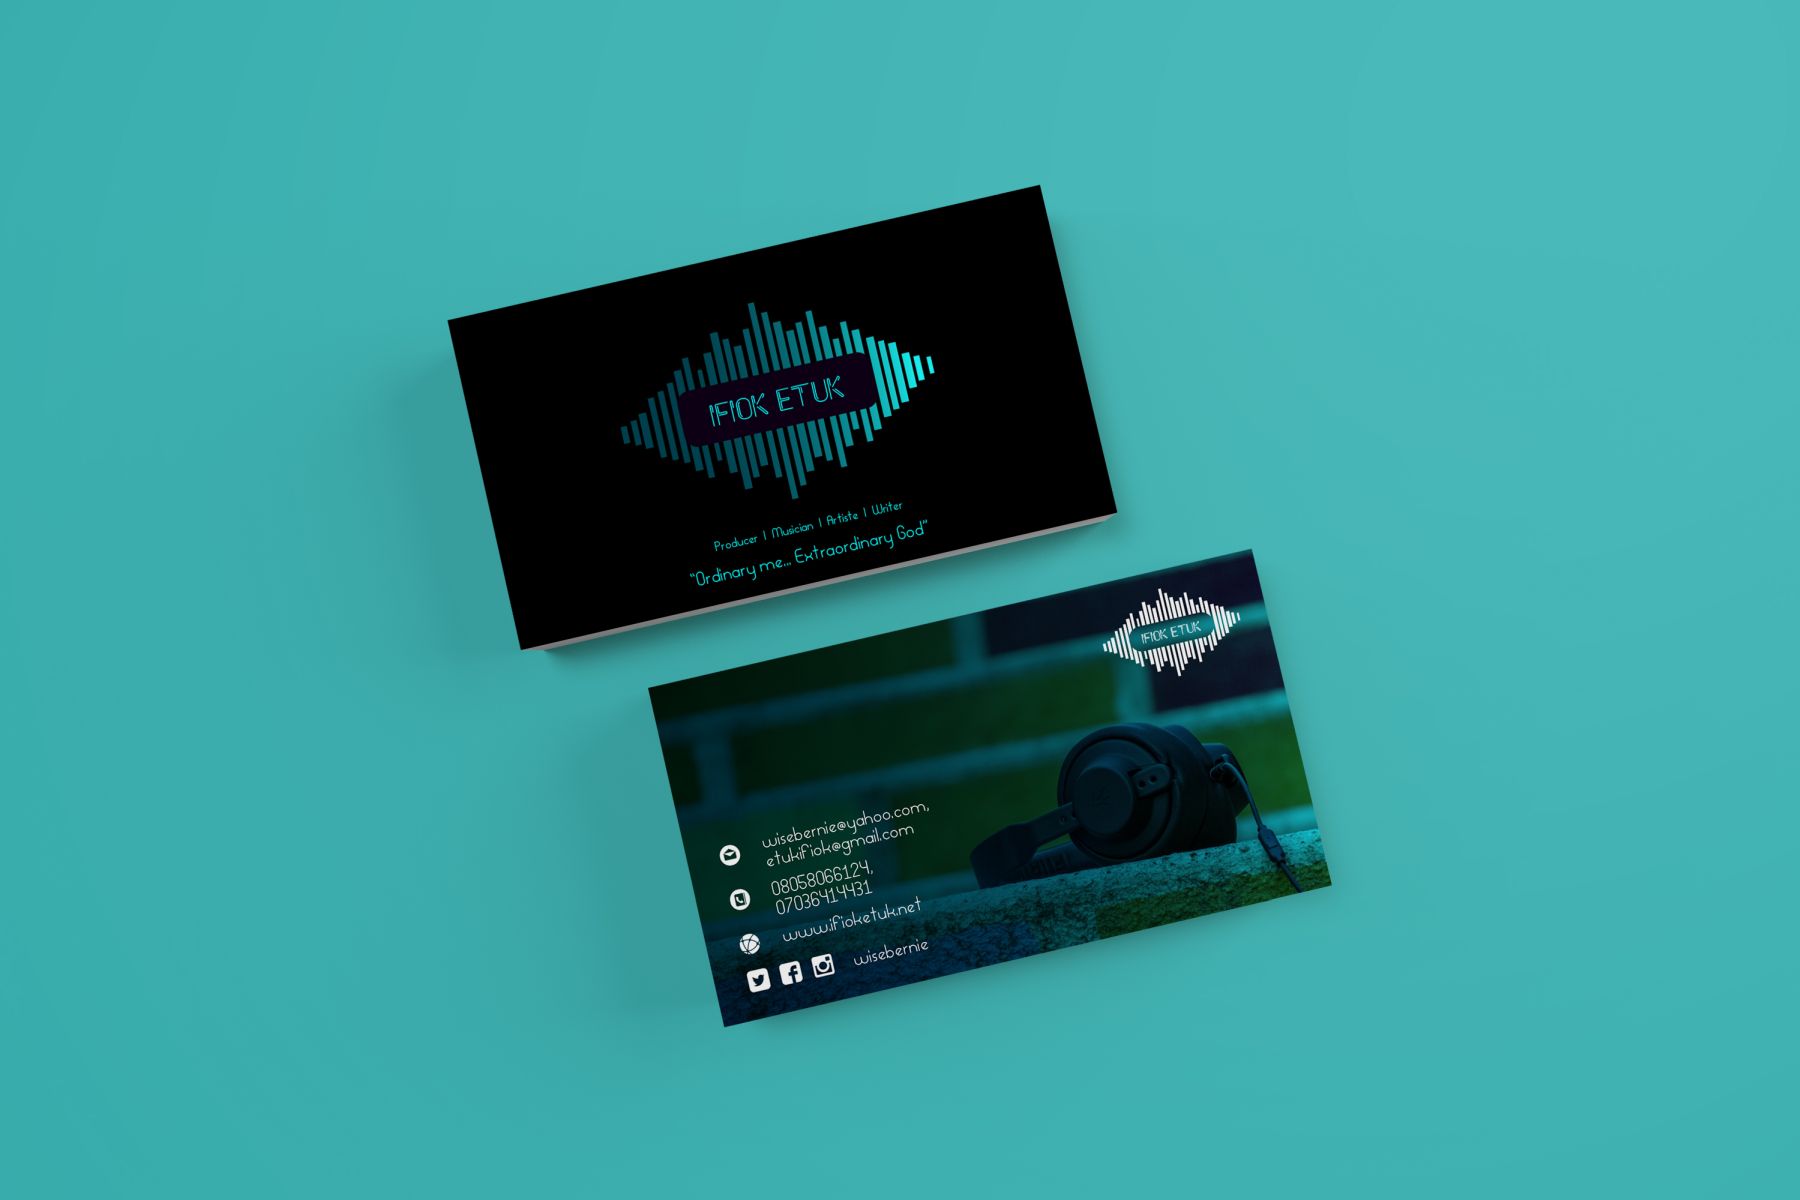 IFIOK ETUK
Producer | Musician | Artiste | Writer
"Ordinary me... Extraordinary God"
IFIOK ETUK
wisebernie@yahoo.com,
etukifiok@gmail.com
08058066124,
07036414431
www.ifioketuk.net
wisebernie